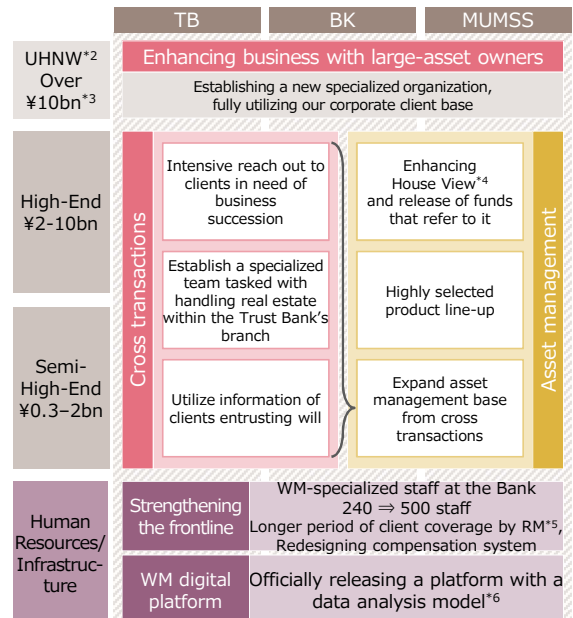 TB BK MUMSS
UHNW*2
Over
¥10bn*3
Enhancing business with large-asset owners
Establishing a new specialized organization,
fully utilizing our corporate client base
High-End
¥2-10bn
Semi-
High-End
¥0.3–2bn
Cross transactions
Intensive reach out to
clients in need of
business
succession
Establish a specialized
team tasked with
handling real estate
within the Trust Bank's
branch
Utilize information of
clients entrusting will
Enhancing
House View*4
and release of funds
that refer to it
Highly selected
product line-up
Expand asset
management base
from cross
transactions
Asset management
Human
Resources/
Infrastruc-
ture
Strengthening
the frontline
WM-specialized staff at the Bank
240 ⇒ 500 staff
Longer period of client coverage by RM*5,
Redesigning compensation system
WM digital
platform
Officially releasing a platform with a
data analysis model*6